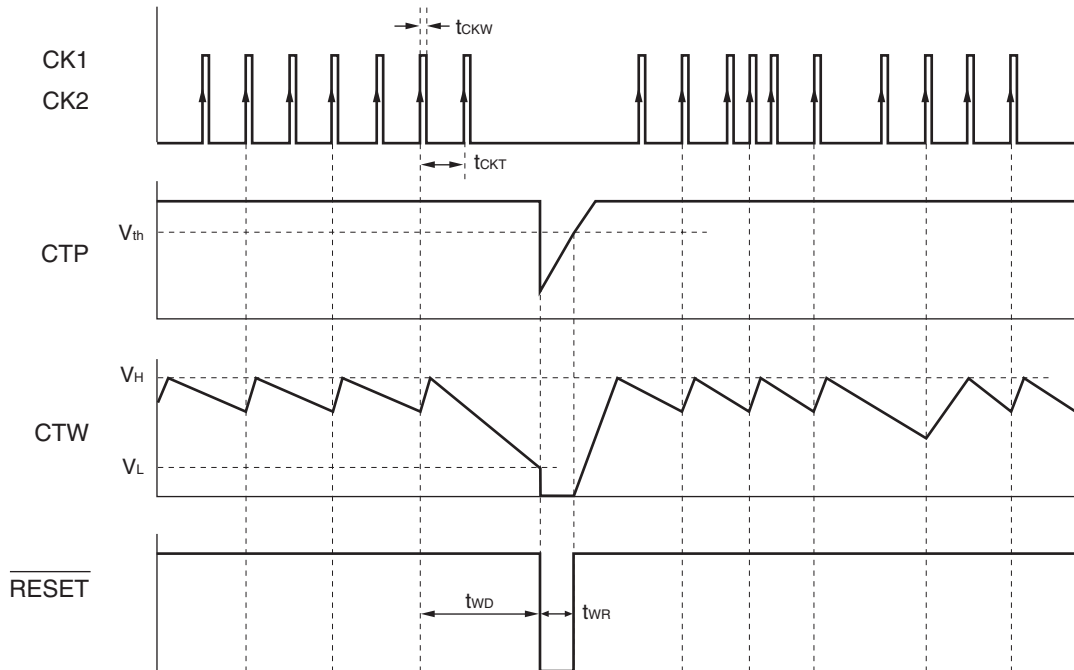 tCKW
CK1
CK2
tCKT
Vth
CTP
VH
CTW
VL
RESET
tWD
tWR